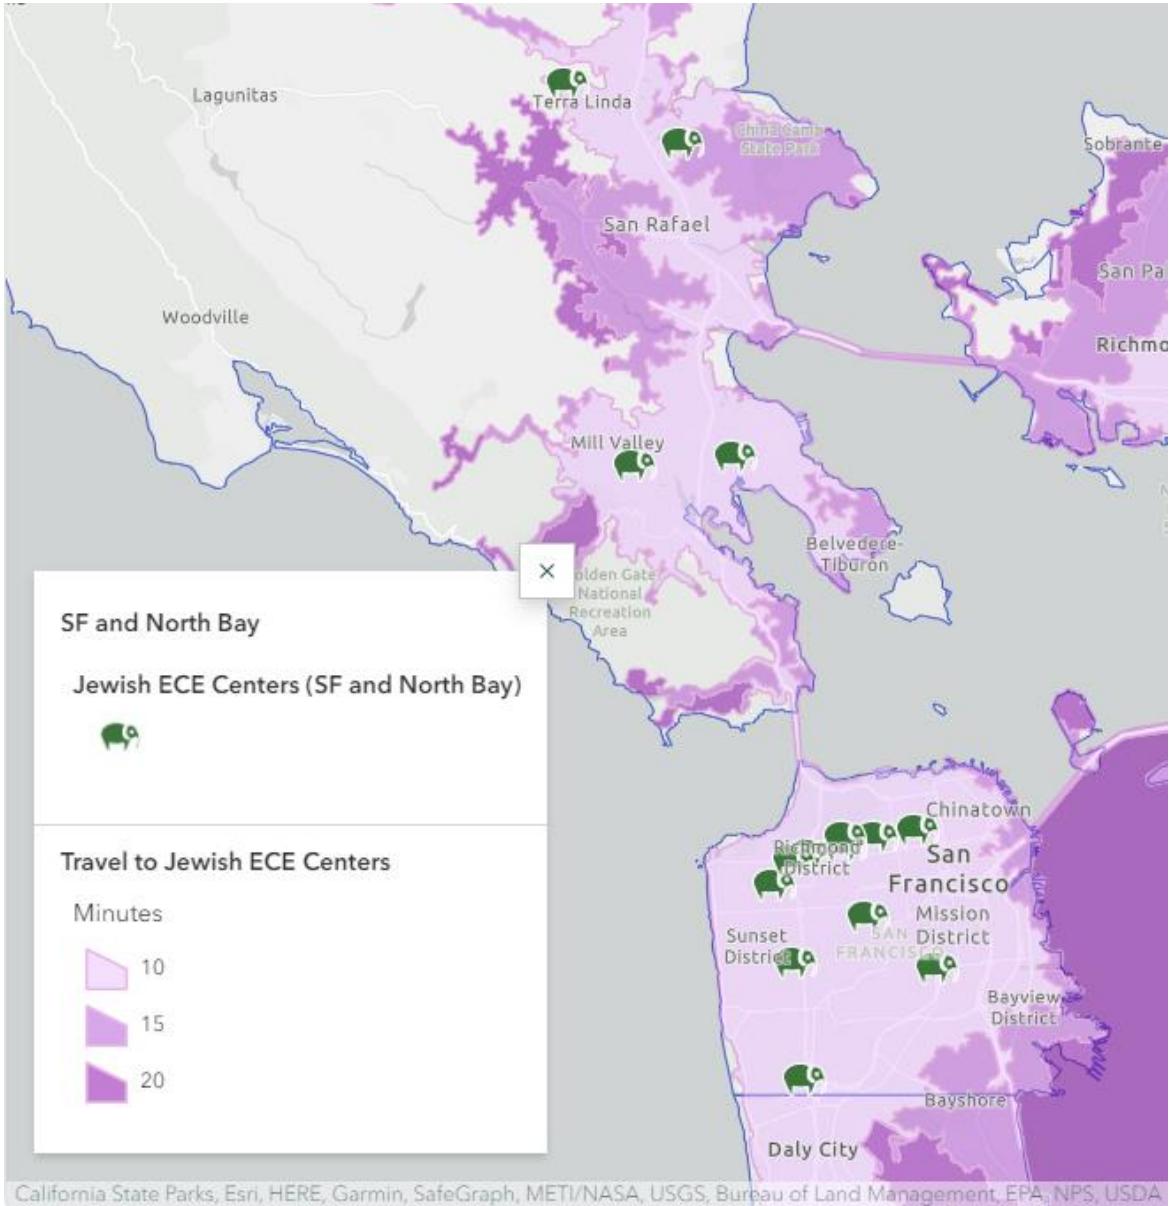 Lagunitas
Terra Linda
China Camp
State Park
Sobrante
San Rafael
San Pa
Woodville
Richmo
Mill Valley
Belvedere-
Tiburon
olden Gate
National
Recreation
Area
SF and North Bay
Jewish ECE Centers (SF and North Bay)
Travel to Jewish ECE Centers
Minutes
10
15
20
Chinatown
Richmond
District
San
Francisco
Mission
District
Sunset
District
SAN
FRANCISCO
Bayview
District
Bayshore
Daly City
California State Parks, Esri, HERE, Garmin, SafeGraph, METI/NASA, USGS, Bureau of Land Management, EPA, NPS, USDA